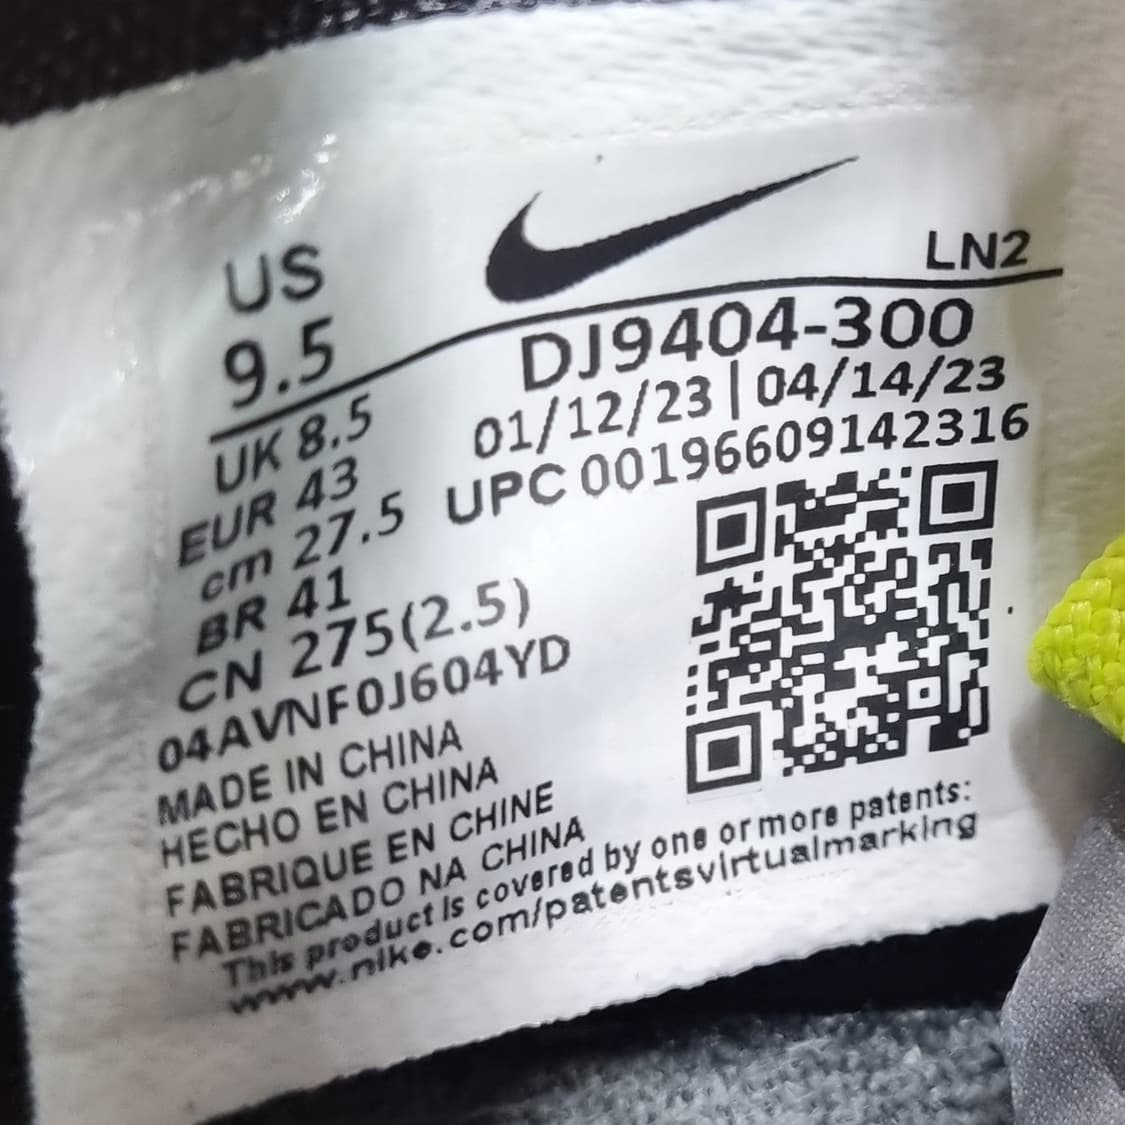 US
9.5
UK 8.5
EUR 43
cm 27.5
BR 41
CN 275(2.5)
LN2
DJ9404-300
01/12/23 | 04/14/23
UPC 00196609142316
04AVNF0J604YD
MADE IN CHINA
HECHO EN CHINA
FABRIQUE EN CHINE
FABRICADO NA CHINA
This product is covered by one or more patents:
www.nike.com/patentsvirtualmarking